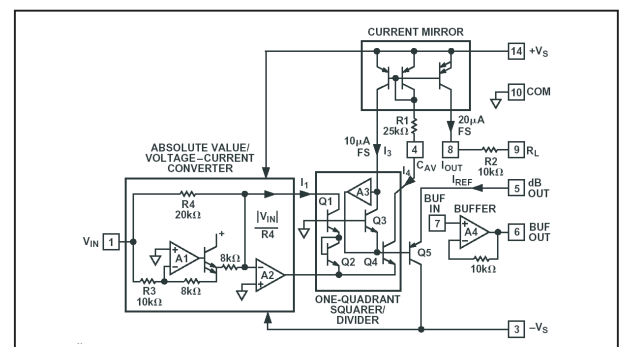 CURRENT MIRROR
14 +VS
10 COM
R1
25kΩ
10µA
FS
I3
20µA
FS
4
CAV
8
IOUT
R2
10kΩ
9 RL
ABSOLUTE VALUE/
VOLTAGE–CURRENT
CONVERTER
I4
IREF
5 dB
OUT
I1
R4
20kΩ
|VIN|
R4
Q1
A3
Q3
BUF
IN
7
BUFFER
A4
6 BUF
OUT
10kΩ
VIN 1
+
A1
8kΩ
A2
R3
10kΩ
8kΩ
Q2
Q4
Q5
ONE-QUADRANT
SQUARER/
DIVIDER
3 –VS